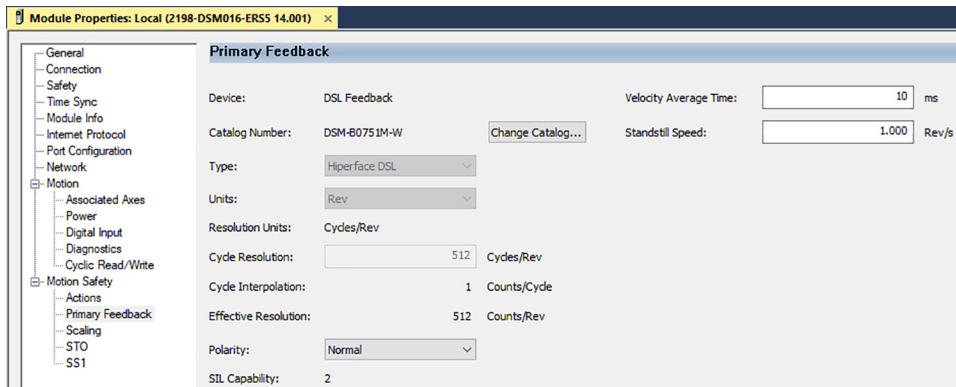 Module Properties: Local (2198-DSM016-ERS5 14.001) ×
General
Connection
Safety
Time Sync
Module Info
Internet Protocol
Port Configuration
Network
Motion
Associated Axes
Power
Digital Input
Diagnostics
Cyclic Read/Write
Motion Safety
Actions
Primary Feedback
Scaling
STO
SS1
Primary Feedback
Device: DSL Feedback
Velocity Average Time: 10 ms
Catalog Number: DSM-B0751M-W Change Catalog...
Standstill Speed: 1.000 Rev/s
Type: Hiperface DSL
Units: Rev
Resolution Units: Cycles/Rev
Cycle Resolution: 512 Cycles/Rev
Cycle Interpolation: 1 Counts/Cycle
Effective Resolution: 512 Counts/Rev
Polarity: Normal
SIL Capability: 2